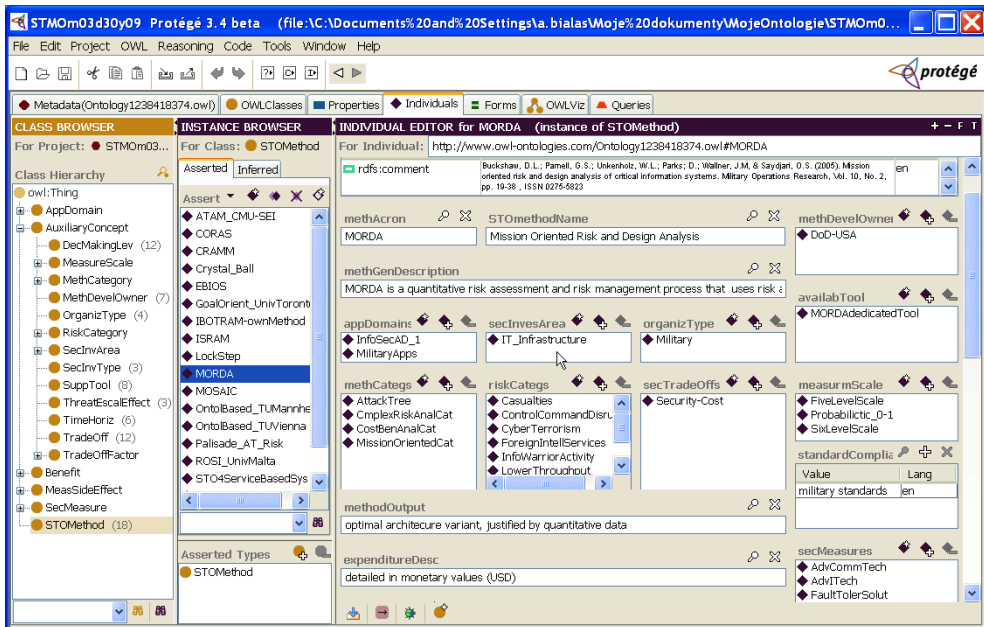 STMOm03d30y09 Protégé 3.4 beta (file:\C:\Documents%20and%20Settings\a.bialas\Moje%20dokumenty\MojeOntologie\STMOm0...
File Edit Project OWL Reasoning Code Tools Window Help
protégé
Metadata(Ontology1238418374.owl) OWLClasses Properties Individuals Forms OWLViz Queries
CLASS BROWSER
For Project: STMOm03...
Class Hierarchy
owl:Thing
AppDomain
AuxiliaryConcept
DecMakingLev (12)
MeasureScale
MethCategory
MethDevelOwner (7)
OrganizType (4)
RiskCategory
SecInvArea
SecInvType (3)
SuppTool (8)
ThreatEscalEffect (3)
TimeHoriz (6)
TradeOff (12)
TradeOffFactor
Benefit
MeasSideEffect
SecMeasure
STOMethod (18)
INSTANCE BROWSER
For Class: STOMethod
Asserted Inferred
Assert
ATAM_CMU-SEI
CORAS
CRAMM
Crystal_Ball
EBIOS
GoalOrient_UnivToront
IBOTRAM-ownMethod
ISRAM
LockStep
MORDA
MOSAIC
OntolBased_TUMannhe
OntolBased_TUVienna
Palisade_AT_Risk
ROSI_UnivMalta
STO4ServiceBasedSys
Asserted Types
STOMethod
INDIVIDUAL EDITOR for MORDA (instance of STOMethod)
+ − F T
For Individual: http://www.owl-ontologies.com/Ontology1238418374.owl#MORDA
rdfs:comment
Buckshaw, D.L.; Parnell, G.S.; Unkenholz, W.L.; Parks; D.; Wallner, J.M. & Saydjari, O.S. (2005). Mission
oriented risk and design analysis of critical information systems. Military Operations Research, Vol. 10, No. 2,
pp. 19-38 , ISSN 0275-5823
en
methAcron
MORDA
STOmethodName
Mission Oriented Risk and Design Analysis
methDevelOwner
DoD-USA
methGenDescription
MORDA is a quantitative risk assessment and risk management process that uses risk
availabTool
MORDAdedicatedTool
appDomains
InfoSecAD_1
MilitaryApps
secInvesArea
IT_Infrastructure
organizType
Military
methCategs
AttackTree
CmplexRiskAnalCat
CostBenAnalCat
MissionOrientedCat
riskCategs
Casualties
ControlCommandDisru
CyberTerrorism
ForeignIntellServices
InfoWarriorActivity
LowerThroughput
secTradeOffs
Security-Cost
measurmScale
FiveLevelScale
Probabilictic_0-1
SixLevelScale
standardComplia
Value Lang
military standards en
methodOutput
optimal architecure variant, justified by quantitative data
expenditureDesc
detailed in monetary values (USD)
secMeasures
AdvCommTech
AdvITech
FaultTolerSolut